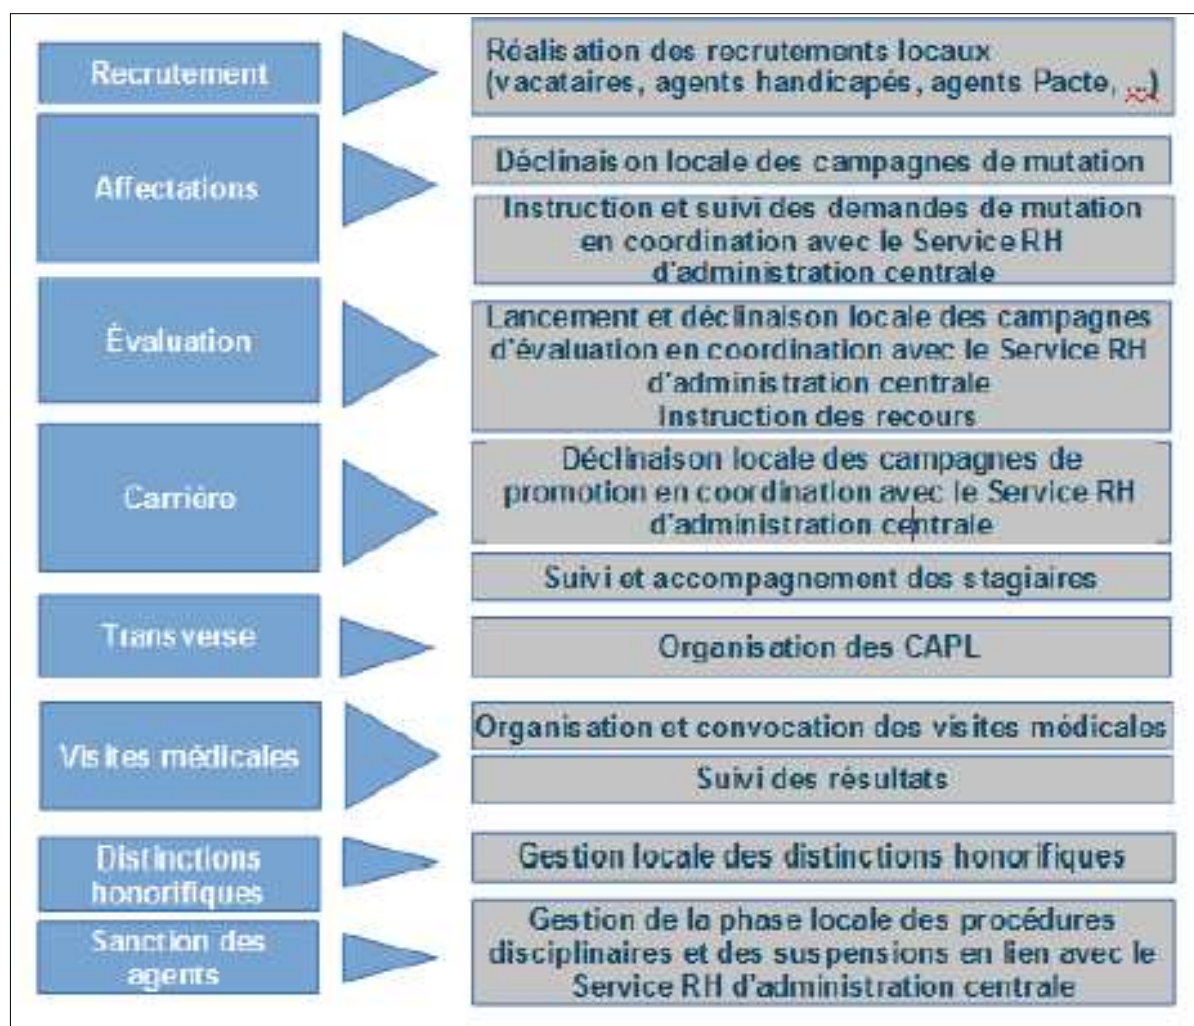 Recrutement
Réalisation des recrutements locaux
(vacataires, agents handicapés, agents Pacte, ...)
Affectations
Déclinaison locale des campagnes de mutation
Instruction et suivi des demandes de mutation
en coordination avec le Service RH
d'administration centrale
Évaluation
Lancement et déclinaison locale des campagnes
d'évaluation en coordination avec le Service RH
d'administration centrale
Instruction des recours
Carrière
Déclinaison locale des campagnes de
promotion en coordination avec le Service RH
d'administration centrale
Suivi et accompagnement des stagiaires
Transverse
Organisation des CAPL
Visites médicales
Organisation et convocation des visites médicales
Suivi des résultats
Distinctions
honorifiques
Gestion locale des distinctions honorifiques
Sanction des
agents
Gestion de la phase locale des procédures
disciplinaires et des suspensions en lien avec le
Service RH d'administration centrale